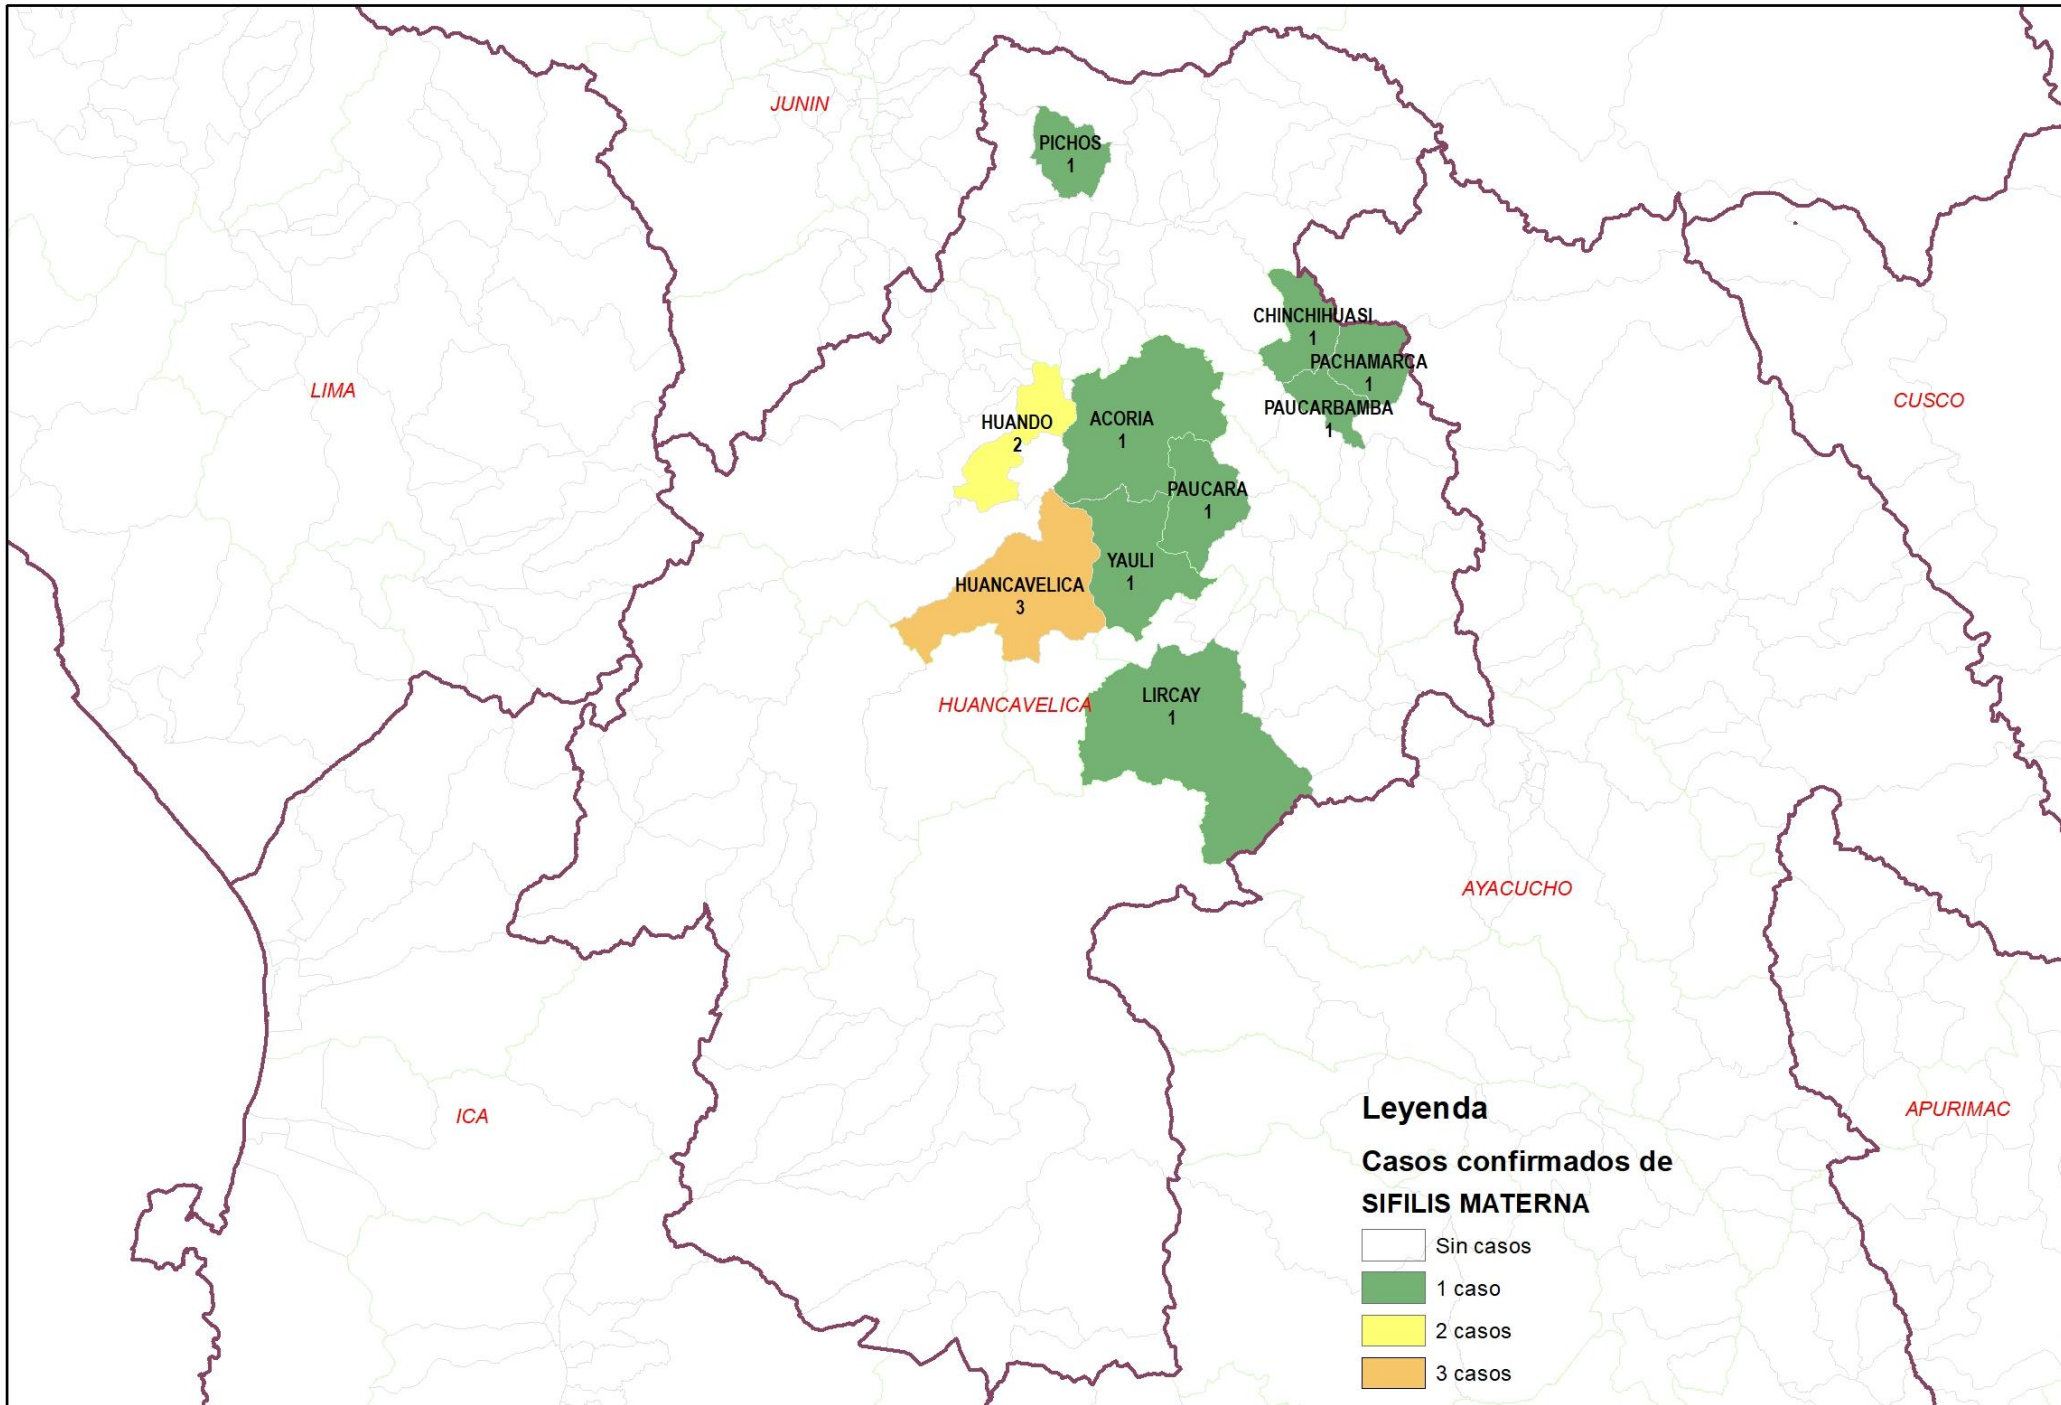 JUNIN
PICHOS
1
CHINCHIHUASI
1
PACHAMARCA
1
PAUCARBAMBA
1
LIMA
CUSCO
HUANDO
2
ACORIA
1
PAUCARA
1
YAULI
1
HUANCAVELICA
3
HUANCAVELICA
LIRCAY
1
AYACUCHO
ICA
APURIMAC
Leyenda
Casos confirmados de
SIFILIS MATERNA
Sin casos
1 caso
2 casos
3 casos